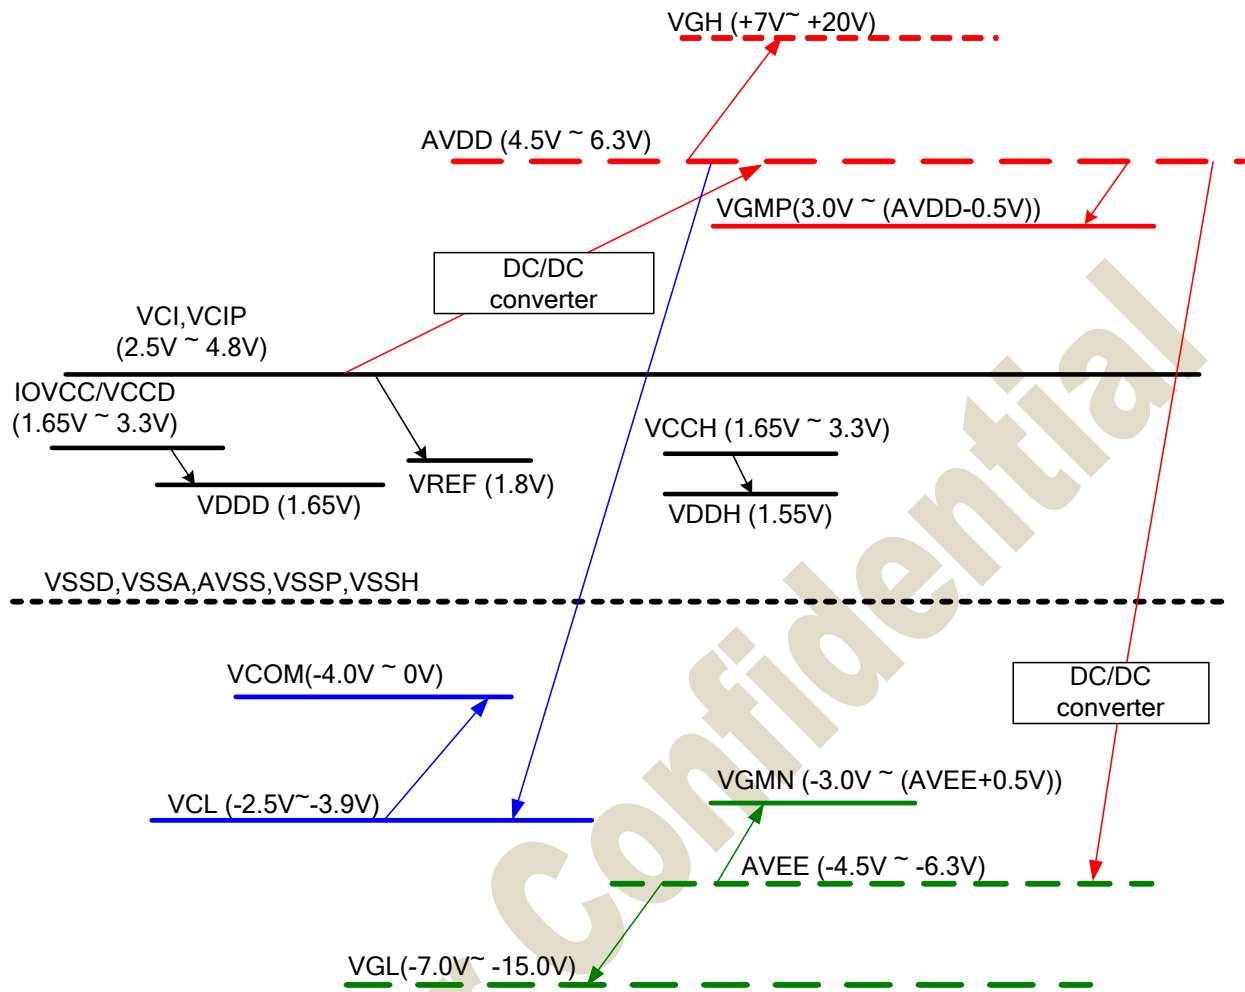 VGH (+7V~ +20V)
AVDD (4.5V ~ 6.3V)
VGMP(3.0V ~ (AVDD-0.5V))
DC/DC
converter
VCI,VCIP
(2.5V ~ 4.8V)
IOVCC/VCCD
(1.65V ~ 3.3V)
VCCH (1.65V ~ 3.3V)
VREF (1.8V)
VDDD (1.65V)
VDDH (1.55V)
VSSD,VSSA,AVSS,VSSP,VSSH
VCOM(-4.0V ~ 0V)
DC/DC
converter
VGMN (-3.0V ~ (AVEE+0.5V))
VCL (-2.5V~-3.9V)
AVEE (-4.5V ~ -6.3V)
VGL(-7.0V~ -15.0V)
Confidential